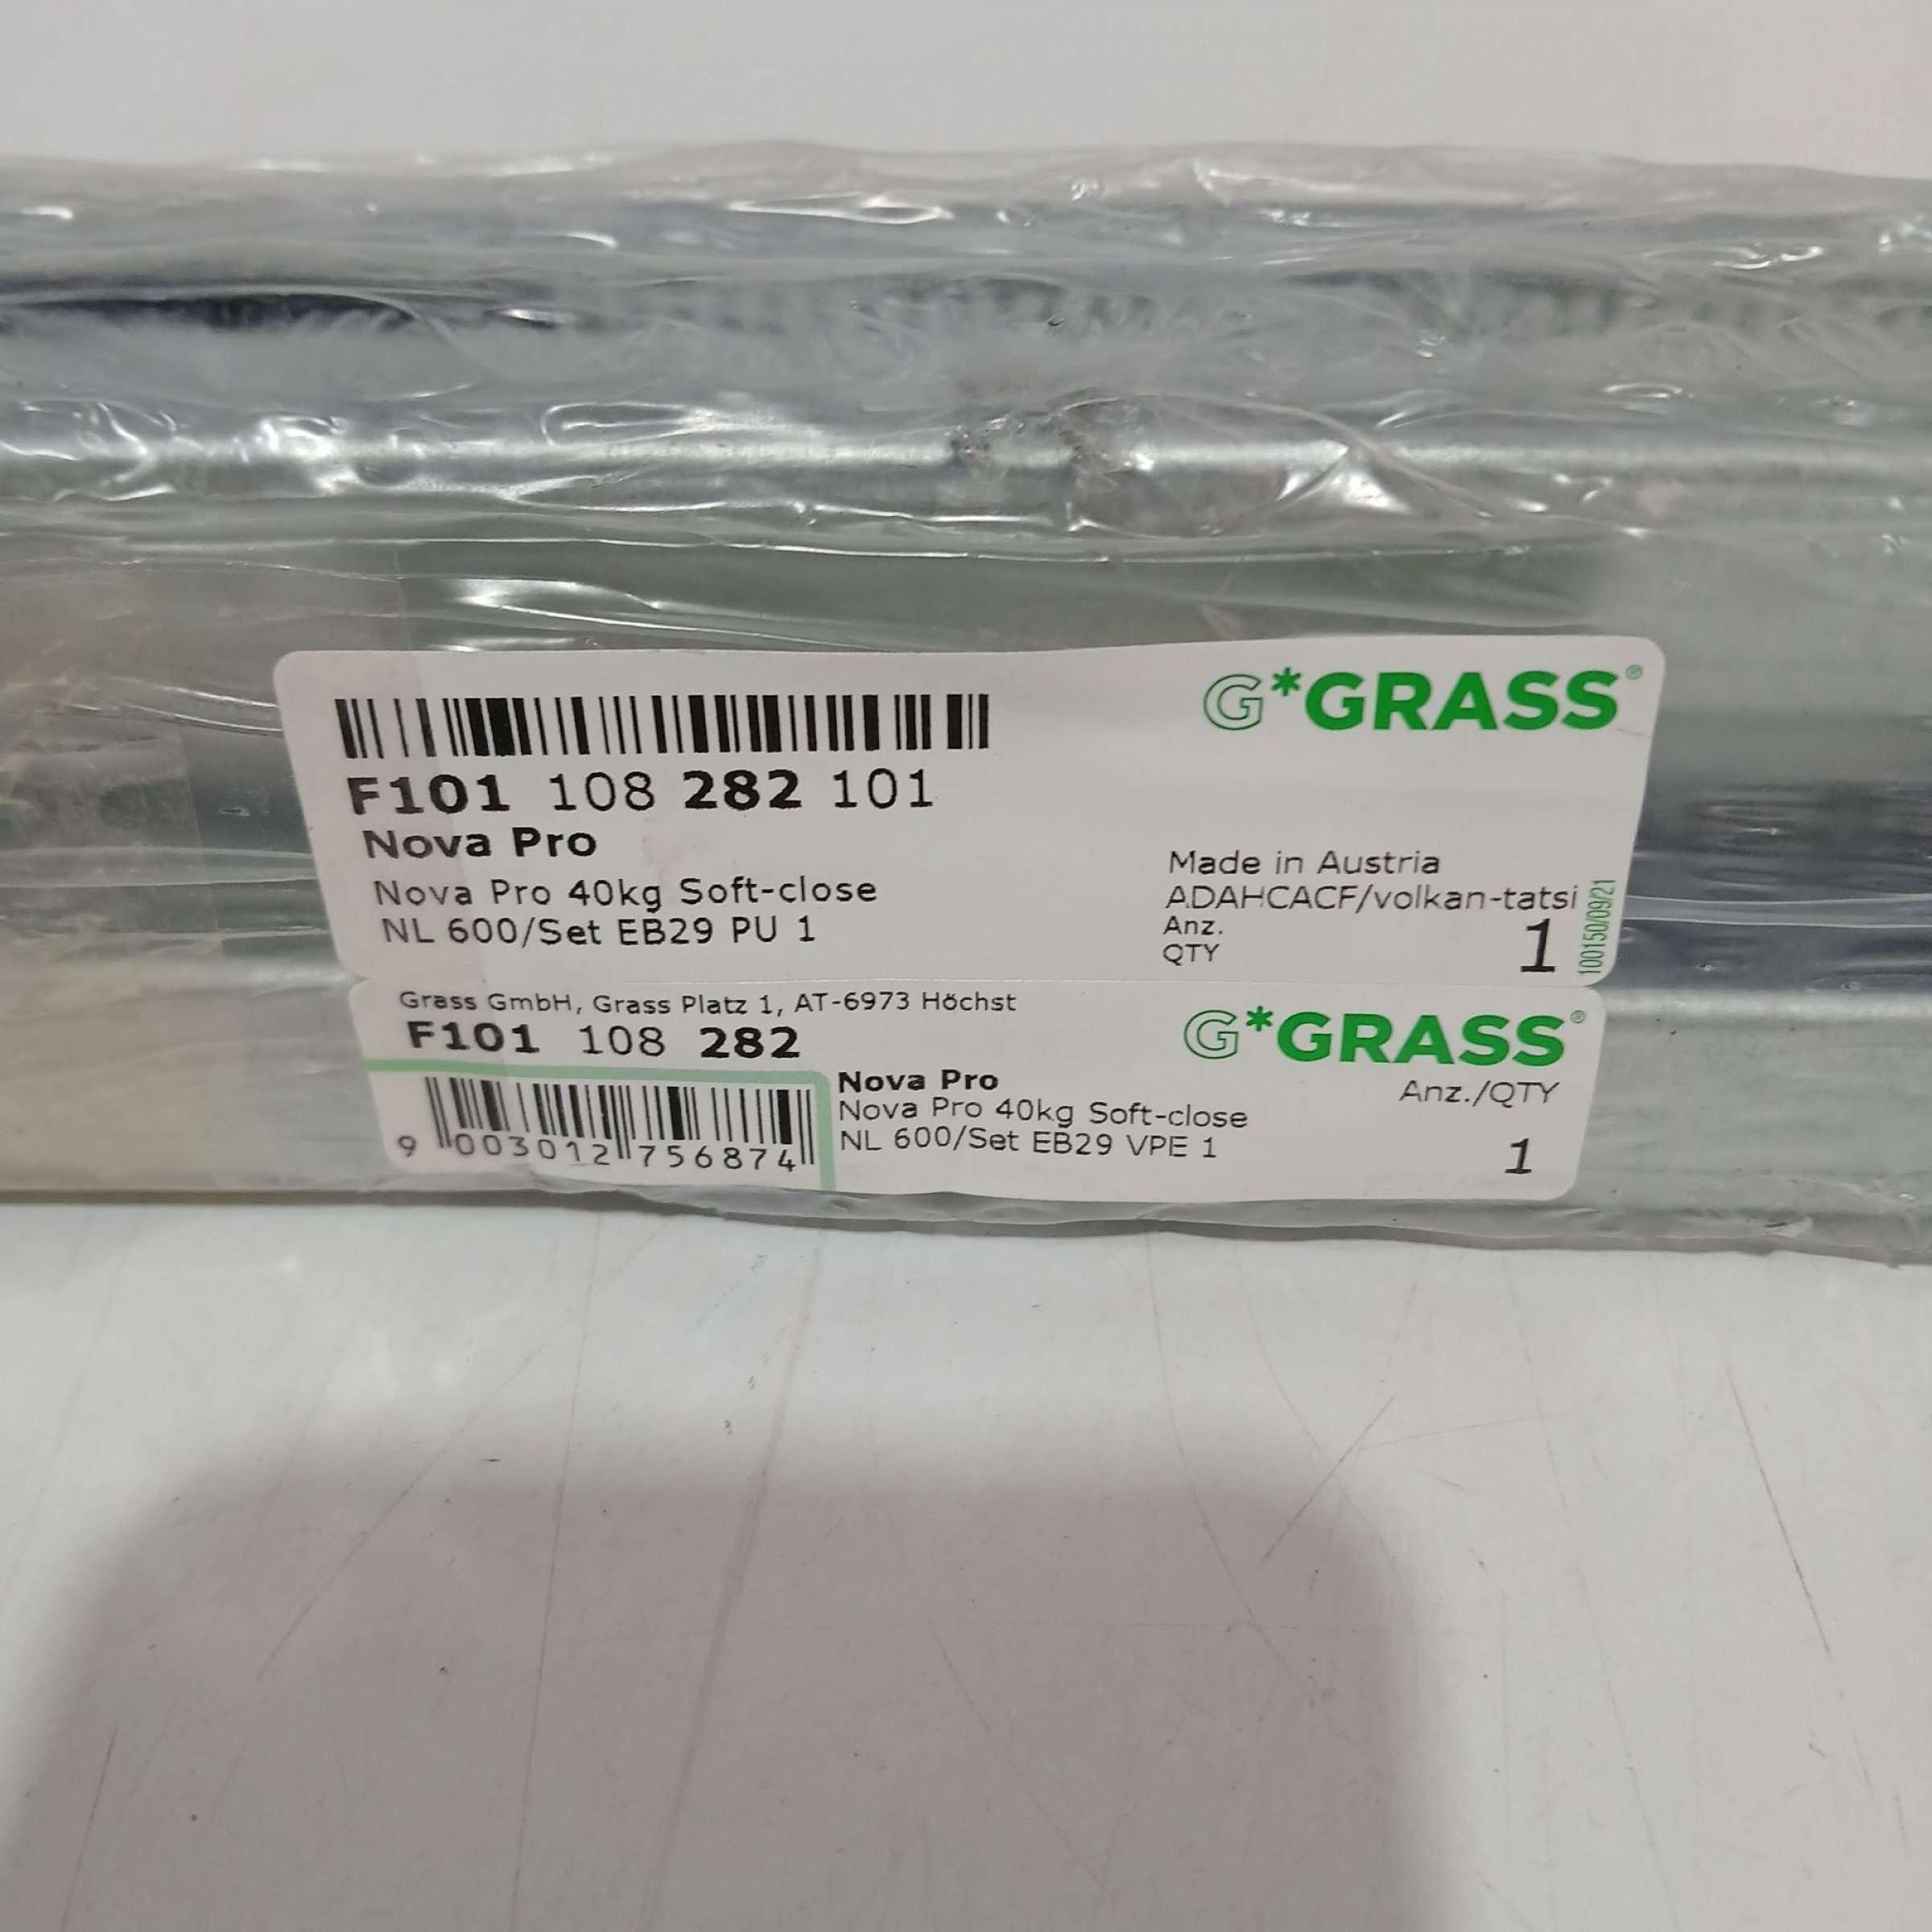 G*GRASS®
F101 108 282 101
Nova Pro
Nova Pro 40kg Soft-close
NL 600/Set EB29 PU 1
Made in Austria
ADAHCACF/volkan-tatsi
Anz.
QTY
1
100150/09/21
Grass GmbH, Grass Platz 1, AT-6973 Höchst
F101 108 282
G*GRASS®
9 003012 756874
Nova Pro
Nova Pro 40kg Soft-close
NL 600/Set EB29 VPE 1
Anz./QTY
1